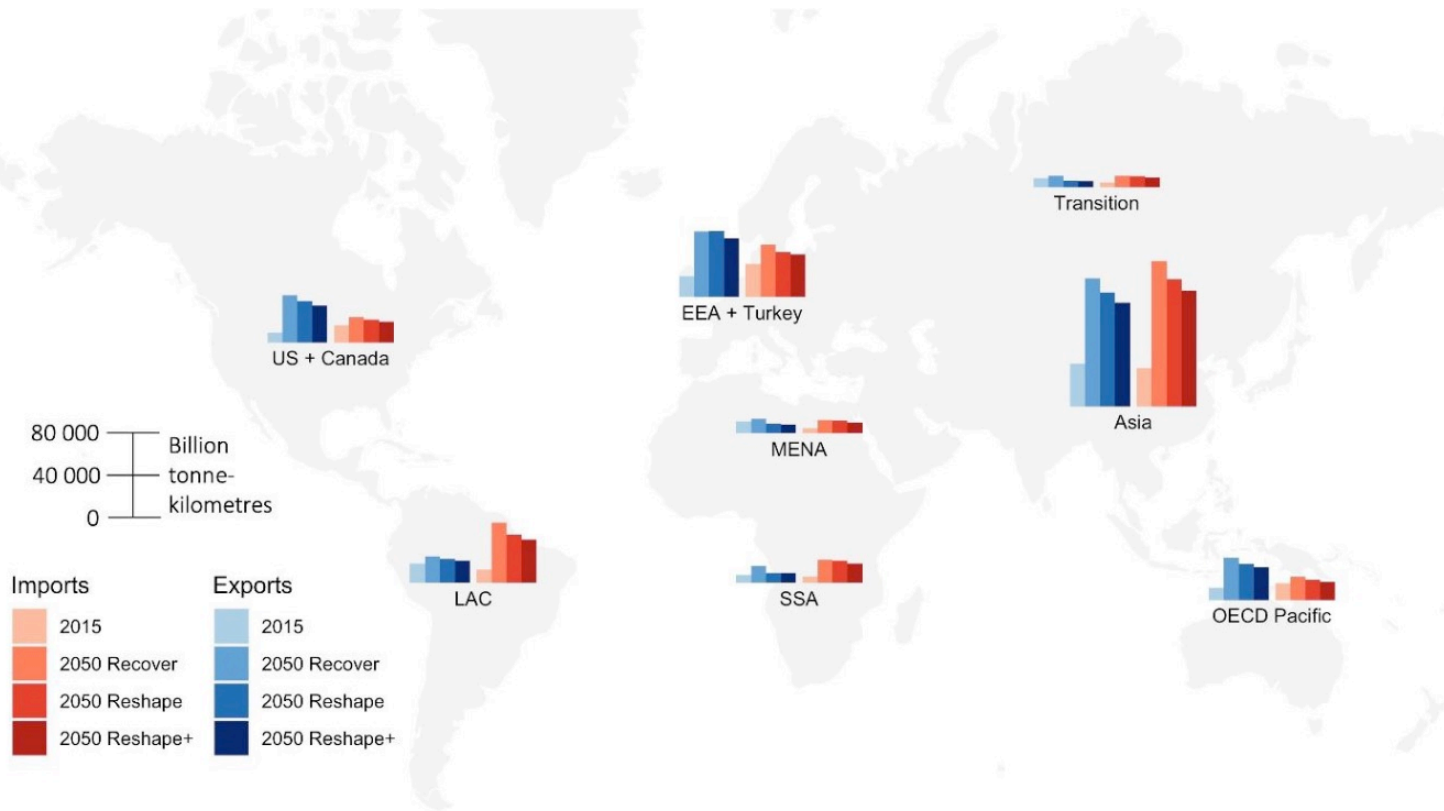 Transition
EEA + Turkey
US + Canada
Asia
MENA
80 000
40 000
0
Billion
tonne-
kilometres
LAC
SSA
OECD Pacific
Imports
2015
2050 Recover
2050 Reshape
2050 Reshape+
Exports
2015
2050 Recover
2050 Reshape
2050 Reshape+